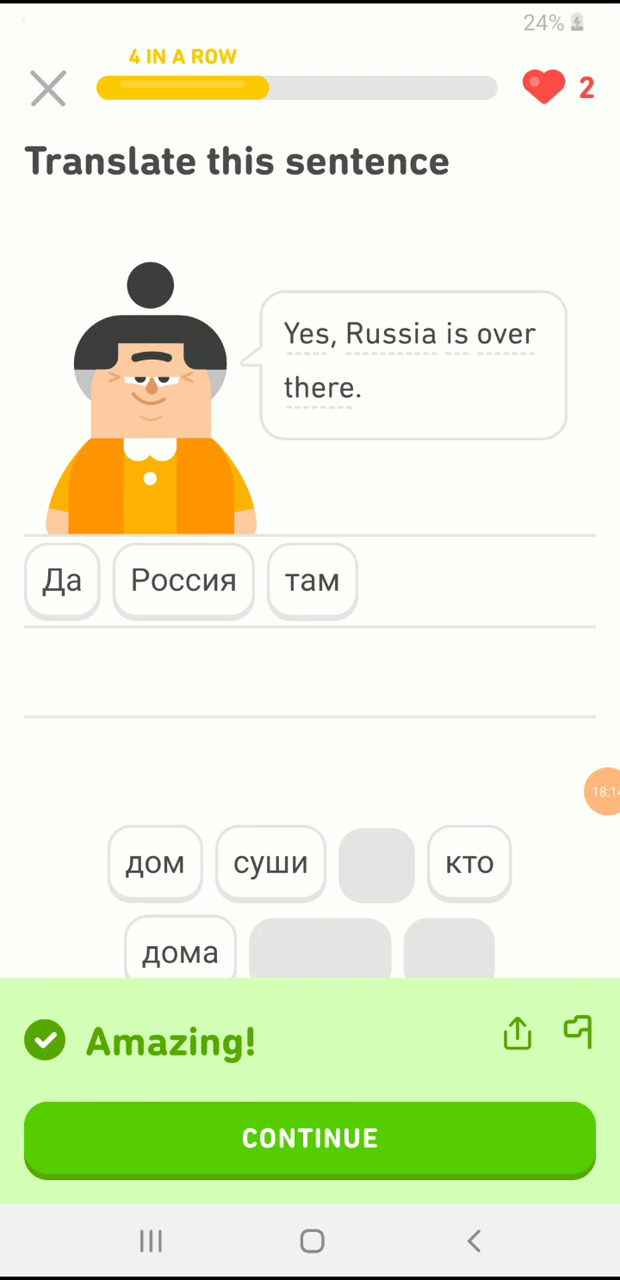 24%
4 IN A ROW
2
Translate this sentence
Yes, Russia is over
there.
Да Россия там
18:14
дом суши кто
дома
Amazing!
CONTINUE